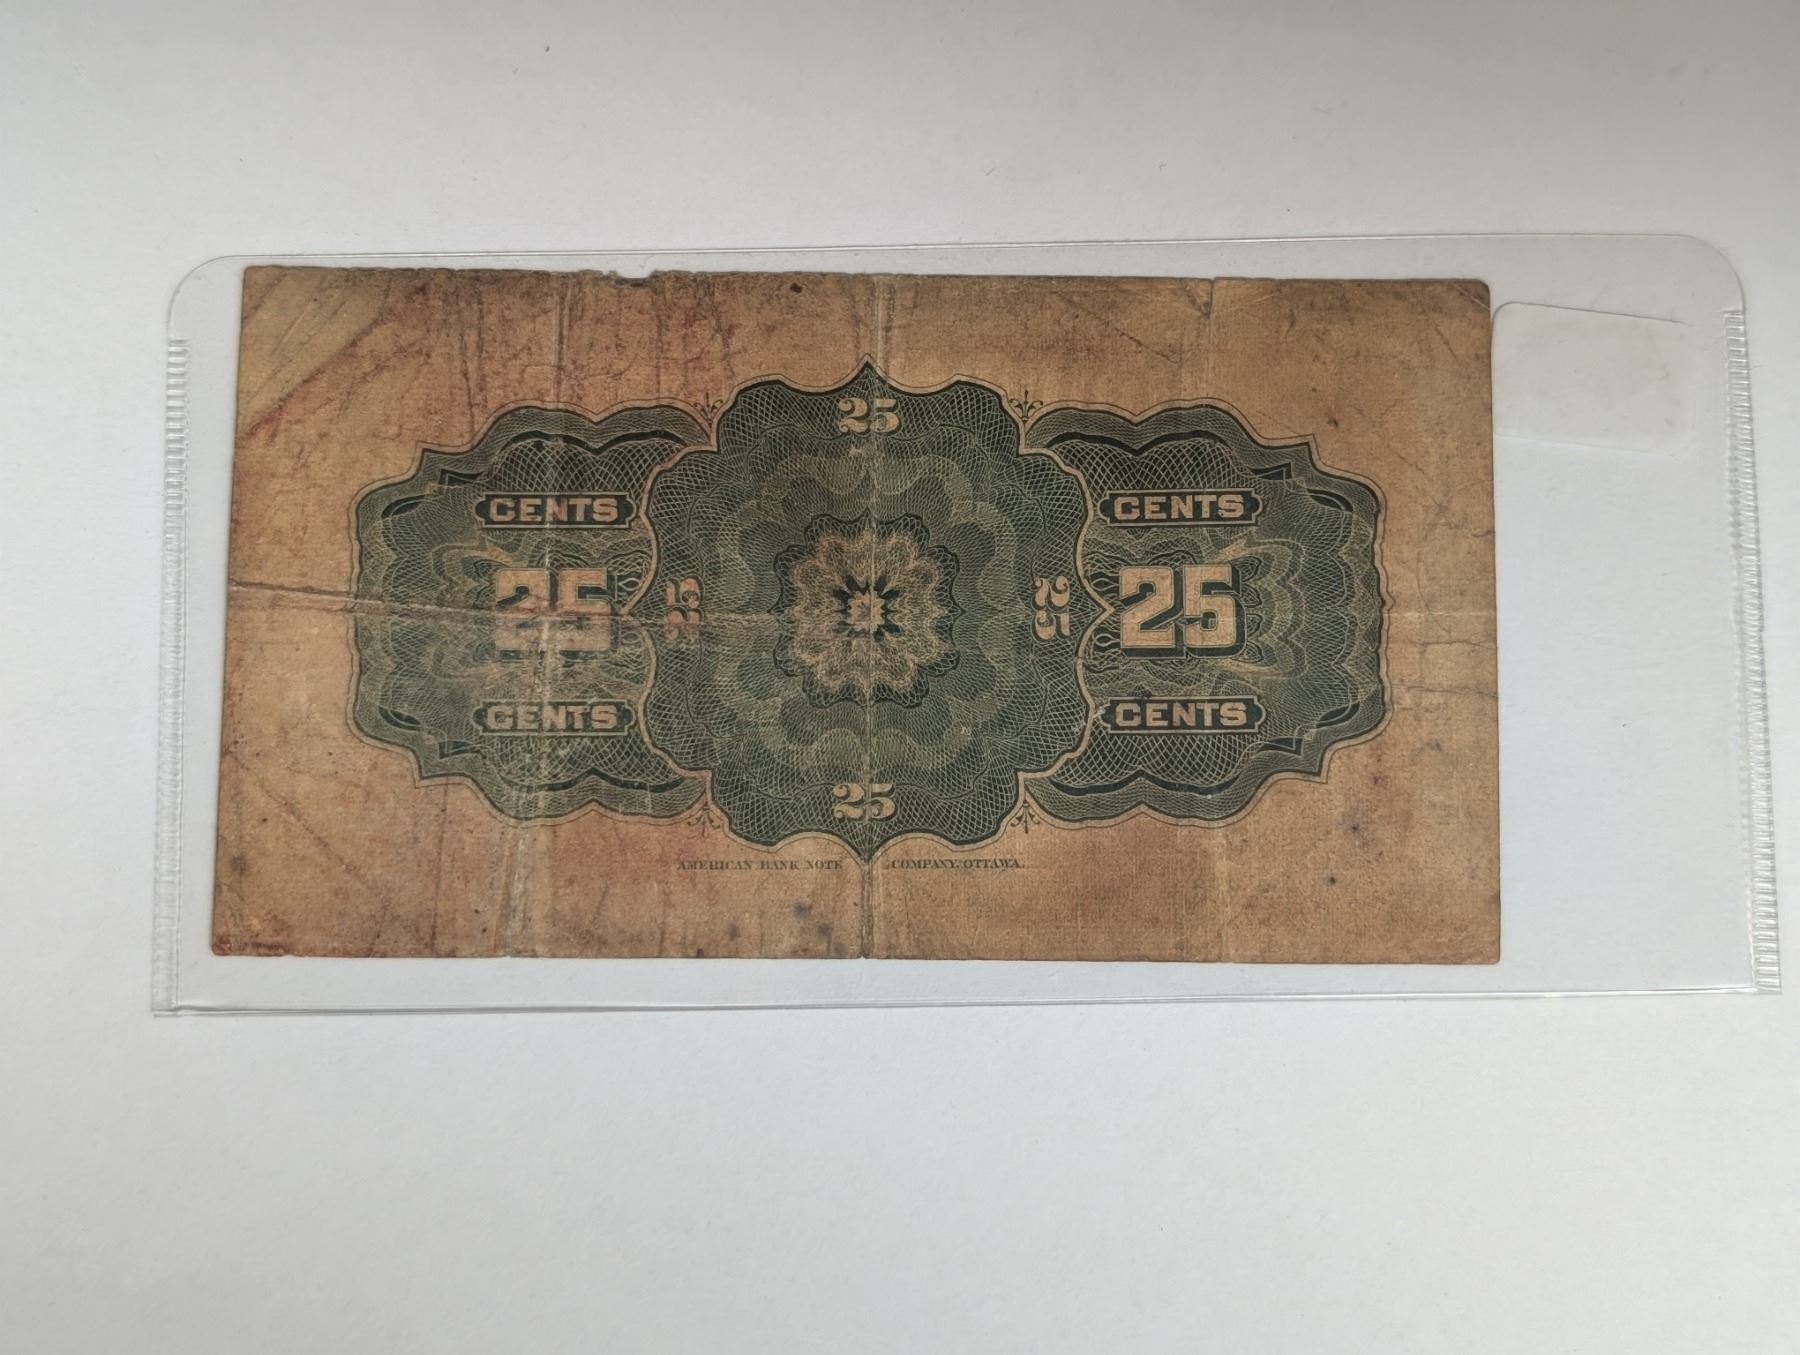 25
CENTS CENTS
25 25 25 25
CENTS CENTS
25
AMERICAN BANK NOTE COMPANY, OTTAWA.